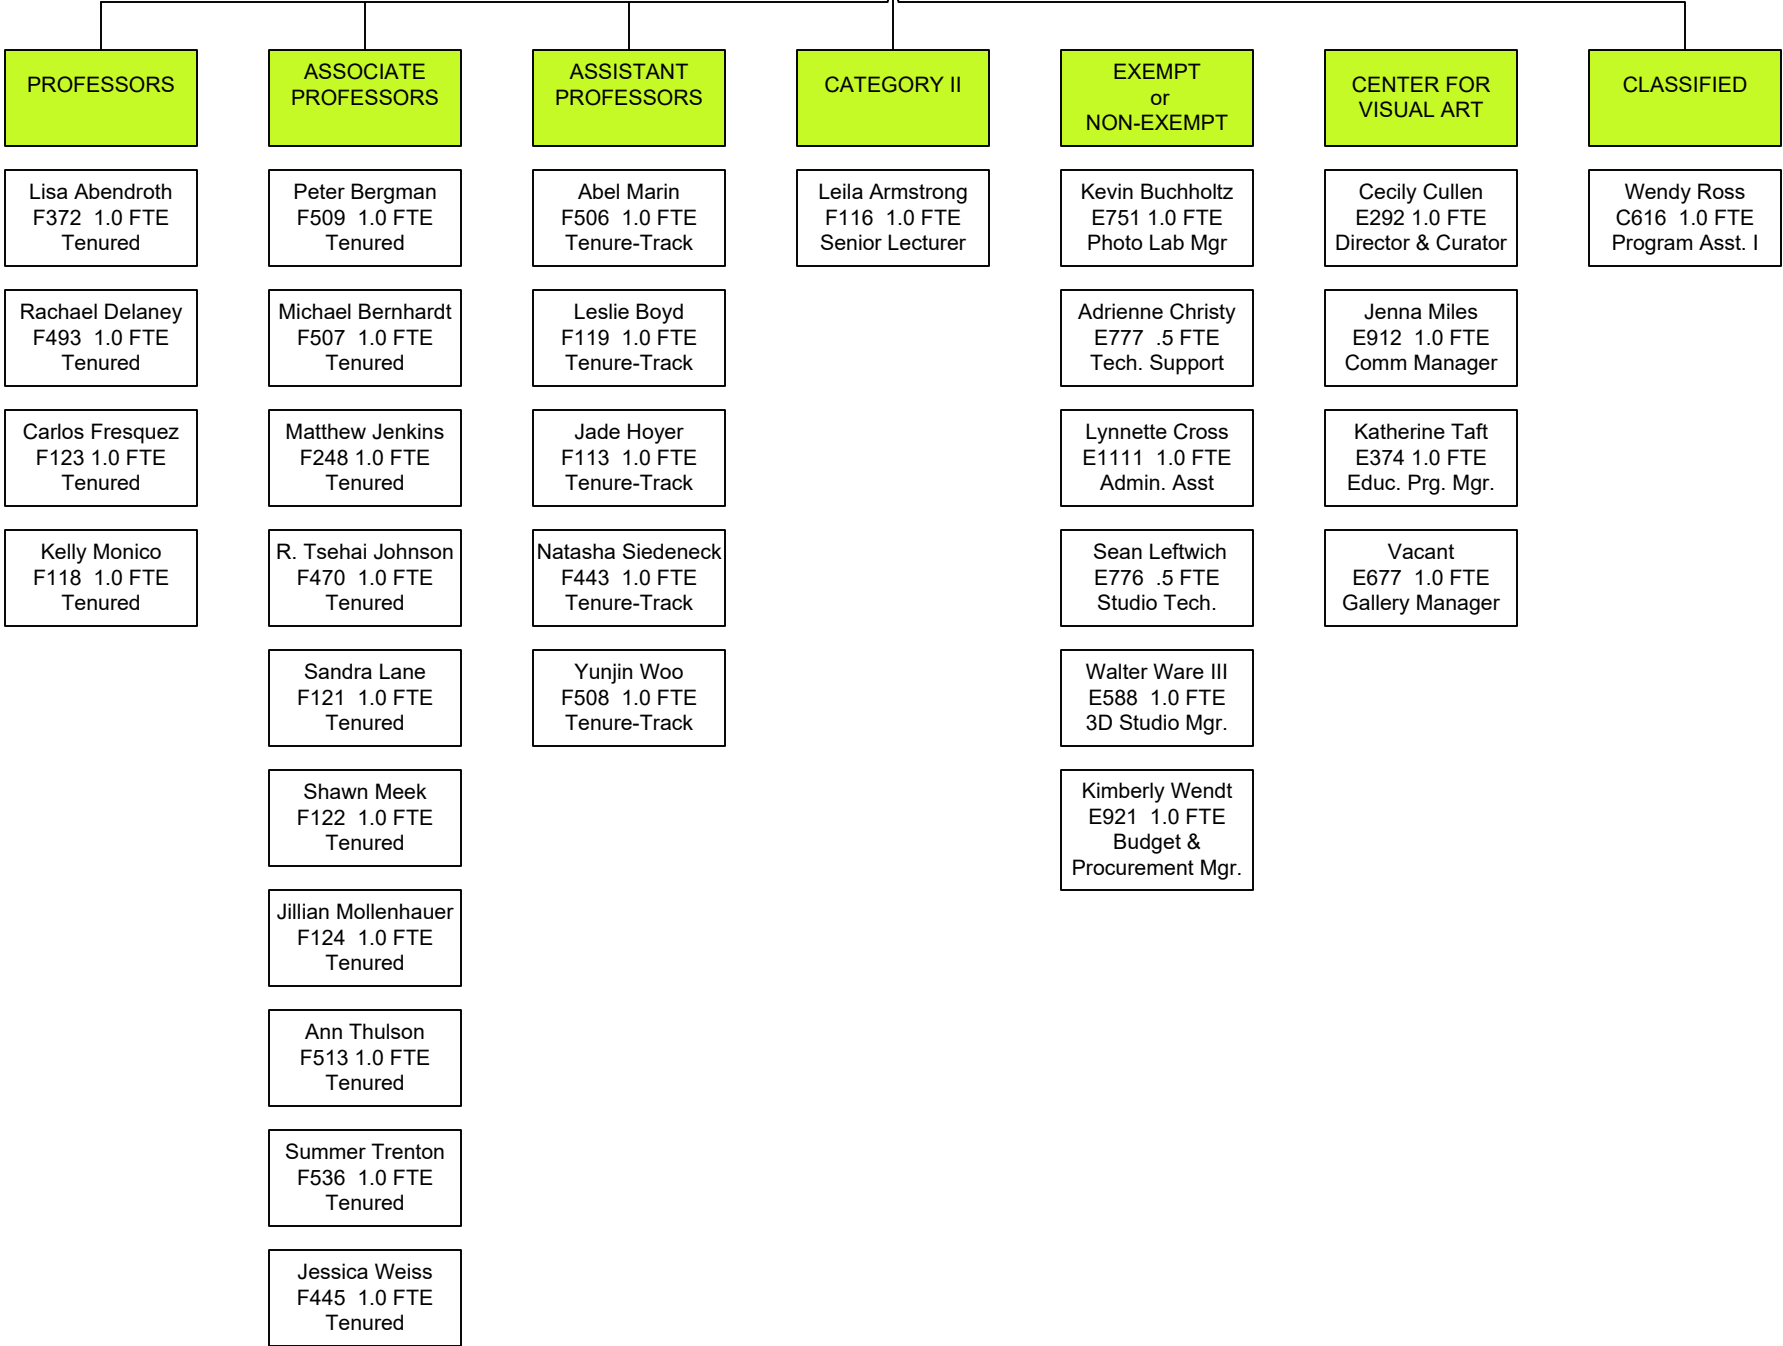 PROFESSORS
ASSOCIATE
PROFESSORS
ASSISTANT
PROFESSORS
CATEGORY II
EXEMPT
or
NON-EXEMPT
CENTER FOR
VISUAL ART
CLASSIFIED
Lisa Abendroth
F372 1.0 FTE
Tenured
Rachael Delaney
F493 1.0 FTE
Tenured
Carlos Fresquez
F123 1.0 FTE
Tenured
Kelly Monico
F118 1.0 FTE
Tenured
Peter Bergman
F509 1.0 FTE
Tenured
Michael Bernhardt
F507 1.0 FTE
Tenured
Matthew Jenkins
F248 1.0 FTE
Tenured
R. Tsehai Johnson
F470 1.0 FTE
Tenured
Sandra Lane
F121 1.0 FTE
Tenured
Shawn Meek
F122 1.0 FTE
Tenured
Jillian Mollenhauer
F124 1.0 FTE
Tenured
Ann Thulson
F513 1.0 FTE
Tenured
Summer Trenton
F536 1.0 FTE
Tenured
Jessica Weiss
F445 1.0 FTE
Tenured
Abel Marin
F506 1.0 FTE
Tenure-Track
Leslie Boyd
F119 1.0 FTE
Tenure-Track
Jade Hoyer
F113 1.0 FTE
Tenure-Track
Natasha Siedeneck
F443 1.0 FTE
Tenure-Track
Yunjin Woo
F508 1.0 FTE
Tenure-Track
Leila Armstrong
F116 1.0 FTE
Senior Lecturer
Kevin Buchholtz
E751 1.0 FTE
Photo Lab Mgr
Adrienne Christy
E777 .5 FTE
Tech. Support
Lynnette Cross
E1111 1.0 FTE
Admin. Asst
Sean Leftwich
E776 .5 FTE
Studio Tech.
Walter Ware III
E588 1.0 FTE
3D Studio Mgr.
Kimberly Wendt
E921 1.0 FTE
Budget &
Procurement Mgr.
Cecily Cullen
E292 1.0 FTE
Director & Curator
Jenna Miles
E912 1.0 FTE
Comm Manager
Katherine Taft
E374 1.0 FTE
Educ. Prg. Mgr.
Vacant
E677 1.0 FTE
Gallery Manager
Wendy Ross
C616 1.0 FTE
Program Asst. I